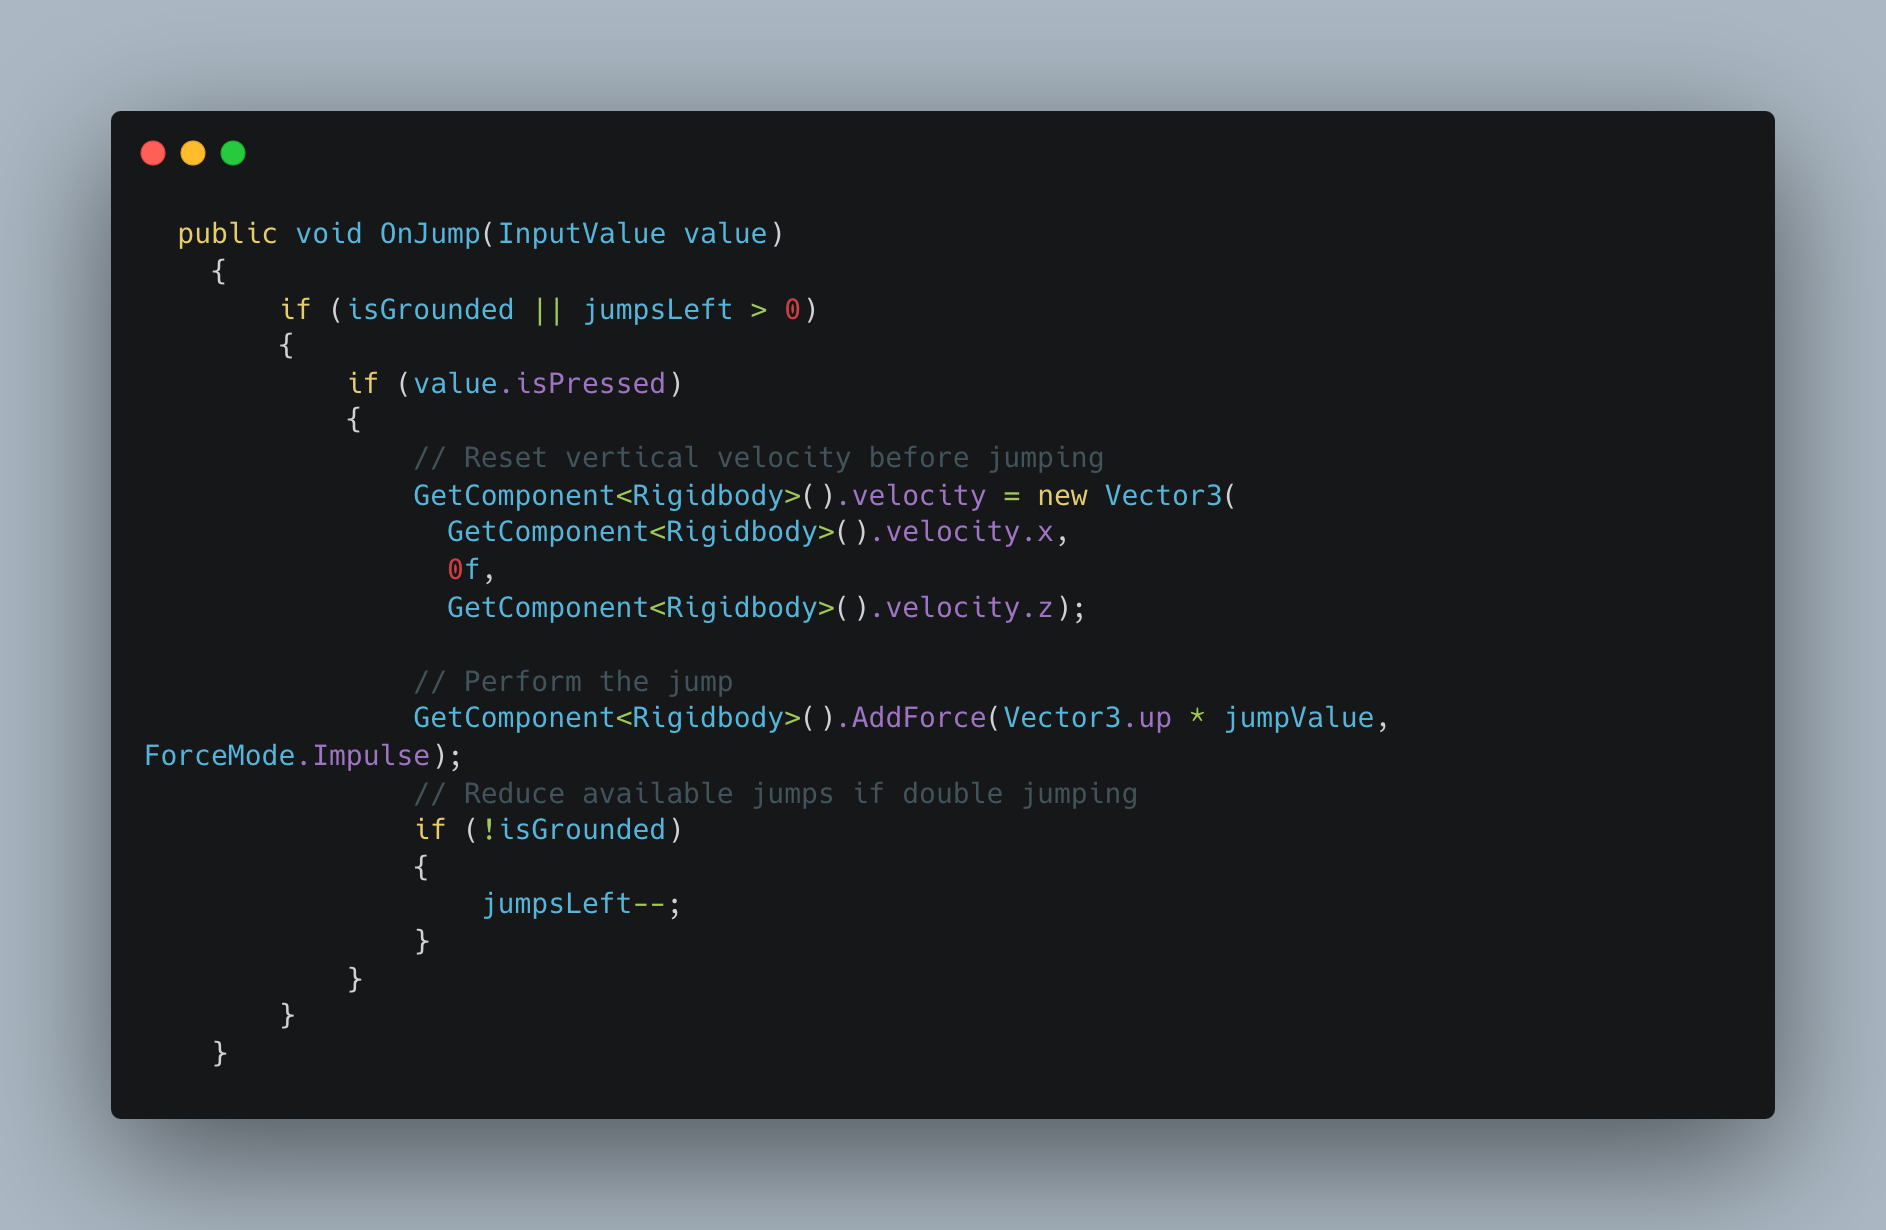 public void OnJump(InputValue value)
{
if (isGrounded || jumpsLeft > 0)
{
if (value.isPressed)
{
// Reset vertical velocity before jumping
GetComponent<Rigidbody>().velocity = new Vector3(
GetComponent<Rigidbody>().velocity.x,
0f,
GetComponent<Rigidbody>().velocity.z);
// Perform the jump
GetComponent<Rigidbody>().AddForce(Vector3.up * jumpValue,
ForceMode.Impulse);
// Reduce available jumps if double jumping
if (!isGrounded)
{
jumpsLeft--;
}
}
}
}